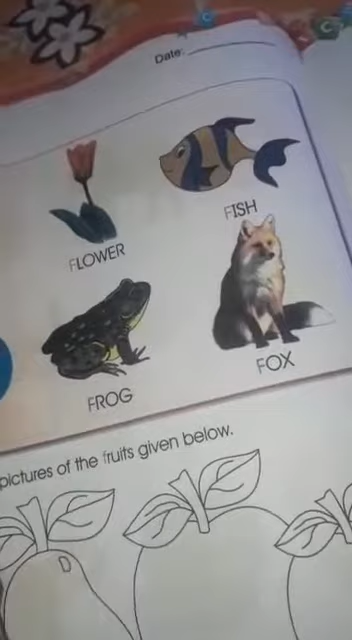 Date:
FLOWER
FISH
FROG
FOX
pictures of the fruits given below.